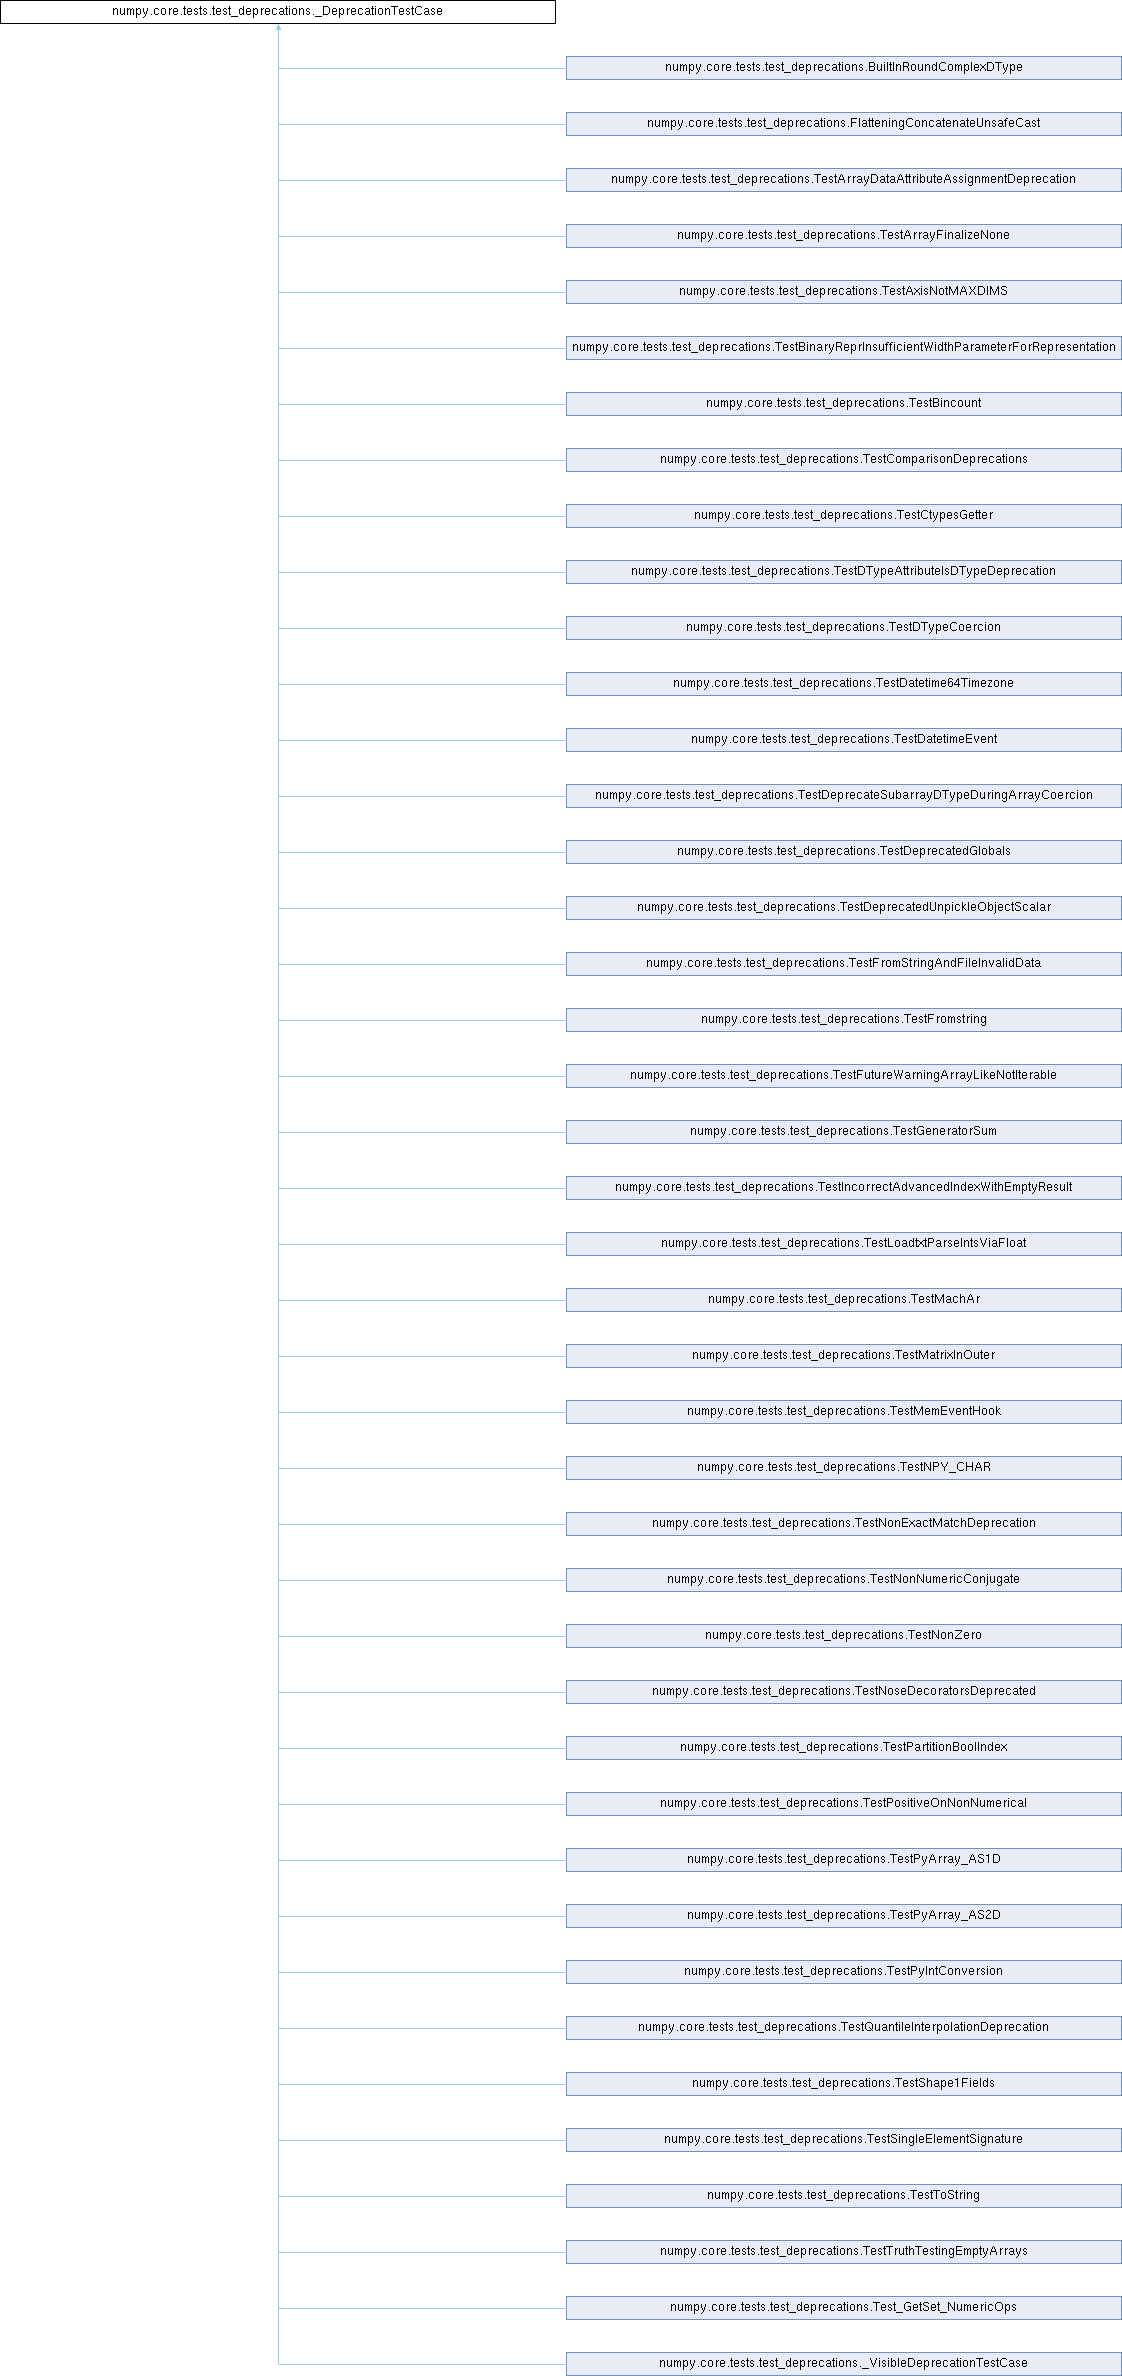 numpy.core.tests.test_deprecations._DeprecationTestCase
numpy.core.tests.test_deprecations.BuiltInRoundComplexDType
numpy.core.tests.test_deprecations.FlatteningConcatenateUnsafeCast
numpy.core.tests.test_deprecations.TestArrayDataAttributeAssignmentDeprecation
numpy.core.tests.test_deprecations.TestArrayFinalizeNone
numpy.core.tests.test_deprecations.TestAxisNotMAXDIMS
numpy.core.tests.test_deprecations.TestBinaryReprInsufficientWidthParameterForRepresentation
numpy.core.tests.test_deprecations.TestBincount
numpy.core.tests.test_deprecations.TestComparisonDeprecations
numpy.core.tests.test_deprecations.TestCtypesGetter
numpy.core.tests.test_deprecations.TestDTypeAttributeIsDTypeDeprecation
numpy.core.tests.test_deprecations.TestDTypeCoercion
numpy.core.tests.test_deprecations.TestDatetime64Timezone
numpy.core.tests.test_deprecations.TestDatetimeEvent
numpy.core.tests.test_deprecations.TestDeprecateSubarrayDTypeDuringArrayCoercion
numpy.core.tests.test_deprecations.TestDeprecatedGlobals
numpy.core.tests.test_deprecations.TestDeprecatedUnpickleObjectScalar
numpy.core.tests.test_deprecations.TestFromStringAndFileInvalidData
numpy.core.tests.test_deprecations.TestFromstring
numpy.core.tests.test_deprecations.TestFutureWarningArrayLikeNotIterable
numpy.core.tests.test_deprecations.TestGeneratorSum
numpy.core.tests.test_deprecations.TestIncorrectAdvancedIndexWithEmptyResult
numpy.core.tests.test_deprecations.TestLoadtxtParseIntsViaFloat
numpy.core.tests.test_deprecations.TestMachAr
numpy.core.tests.test_deprecations.TestMatrixInOuter
numpy.core.tests.test_deprecations.TestMemEventHook
numpy.core.tests.test_deprecations.TestNPY_CHAR
numpy.core.tests.test_deprecations.TestNonExactMatchDeprecation
numpy.core.tests.test_deprecations.TestNonNumericConjugate
numpy.core.tests.test_deprecations.TestNonZero
numpy.core.tests.test_deprecations.TestNoseDecoratorsDeprecated
numpy.core.tests.test_deprecations.TestPartitionBoolIndex
numpy.core.tests.test_deprecations.TestPositiveOnNonNumerical
numpy.core.tests.test_deprecations.TestPyArray_AS1D
numpy.core.tests.test_deprecations.TestPyArray_AS2D
numpy.core.tests.test_deprecations.TestPyIntConversion
numpy.core.tests.test_deprecations.TestQuantileInterpolationDeprecation
numpy.core.tests.test_deprecations.TestShape1Fields
numpy.core.tests.test_deprecations.TestSingleElementSignature
numpy.core.tests.test_deprecations.TestToString
numpy.core.tests.test_deprecations.TestTruthTestingEmptyArrays
numpy.core.tests.test_deprecations.Test_GetSet_NumericOps
numpy.core.tests.test_deprecations._VisibleDeprecationTestCase